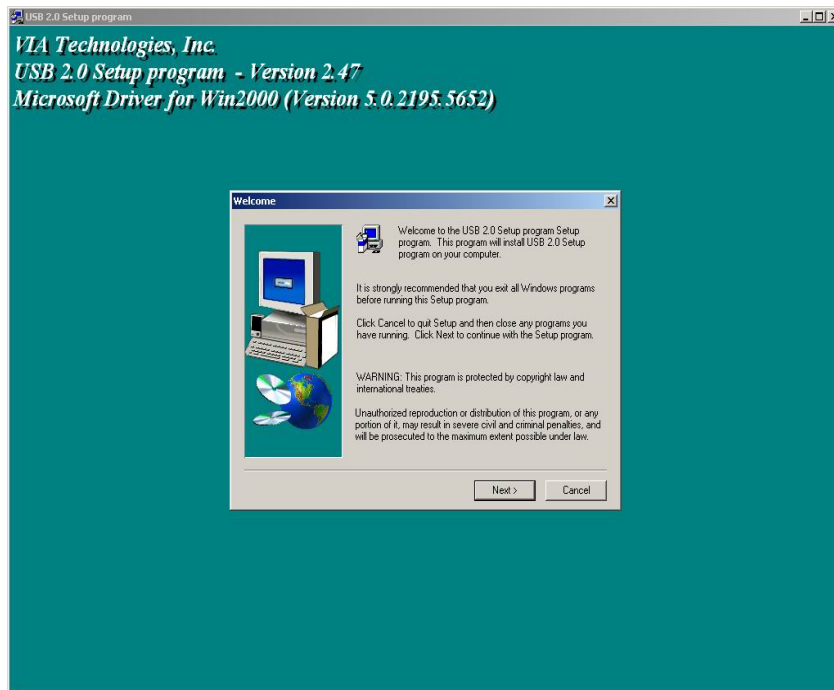 USB 2.0 Setup program
VIA Technologies, Inc.
USB 2.0 Setup program - Version 2.47
Microsoft Driver for Win2000 (Version 5.0.2195.5652)
Welcome
Welcome to the USB 2.0 Setup program Setup
program. This program will install USB 2.0 Setup
program on your computer.
It is strongly recommended that you exit all Windows programs
before running this Setup program.
Click Cancel to quit Setup and then close any programs you
have running. Click Next to continue with the Setup program.
WARNING: This program is protected by copyright law and
international treaties.
Unauthorized reproduction or distribution of this program, or any
portion of it, may result in severe civil and criminal penalties, and
will be prosecuted to the maximum extent possible under law.
Next >
Cancel